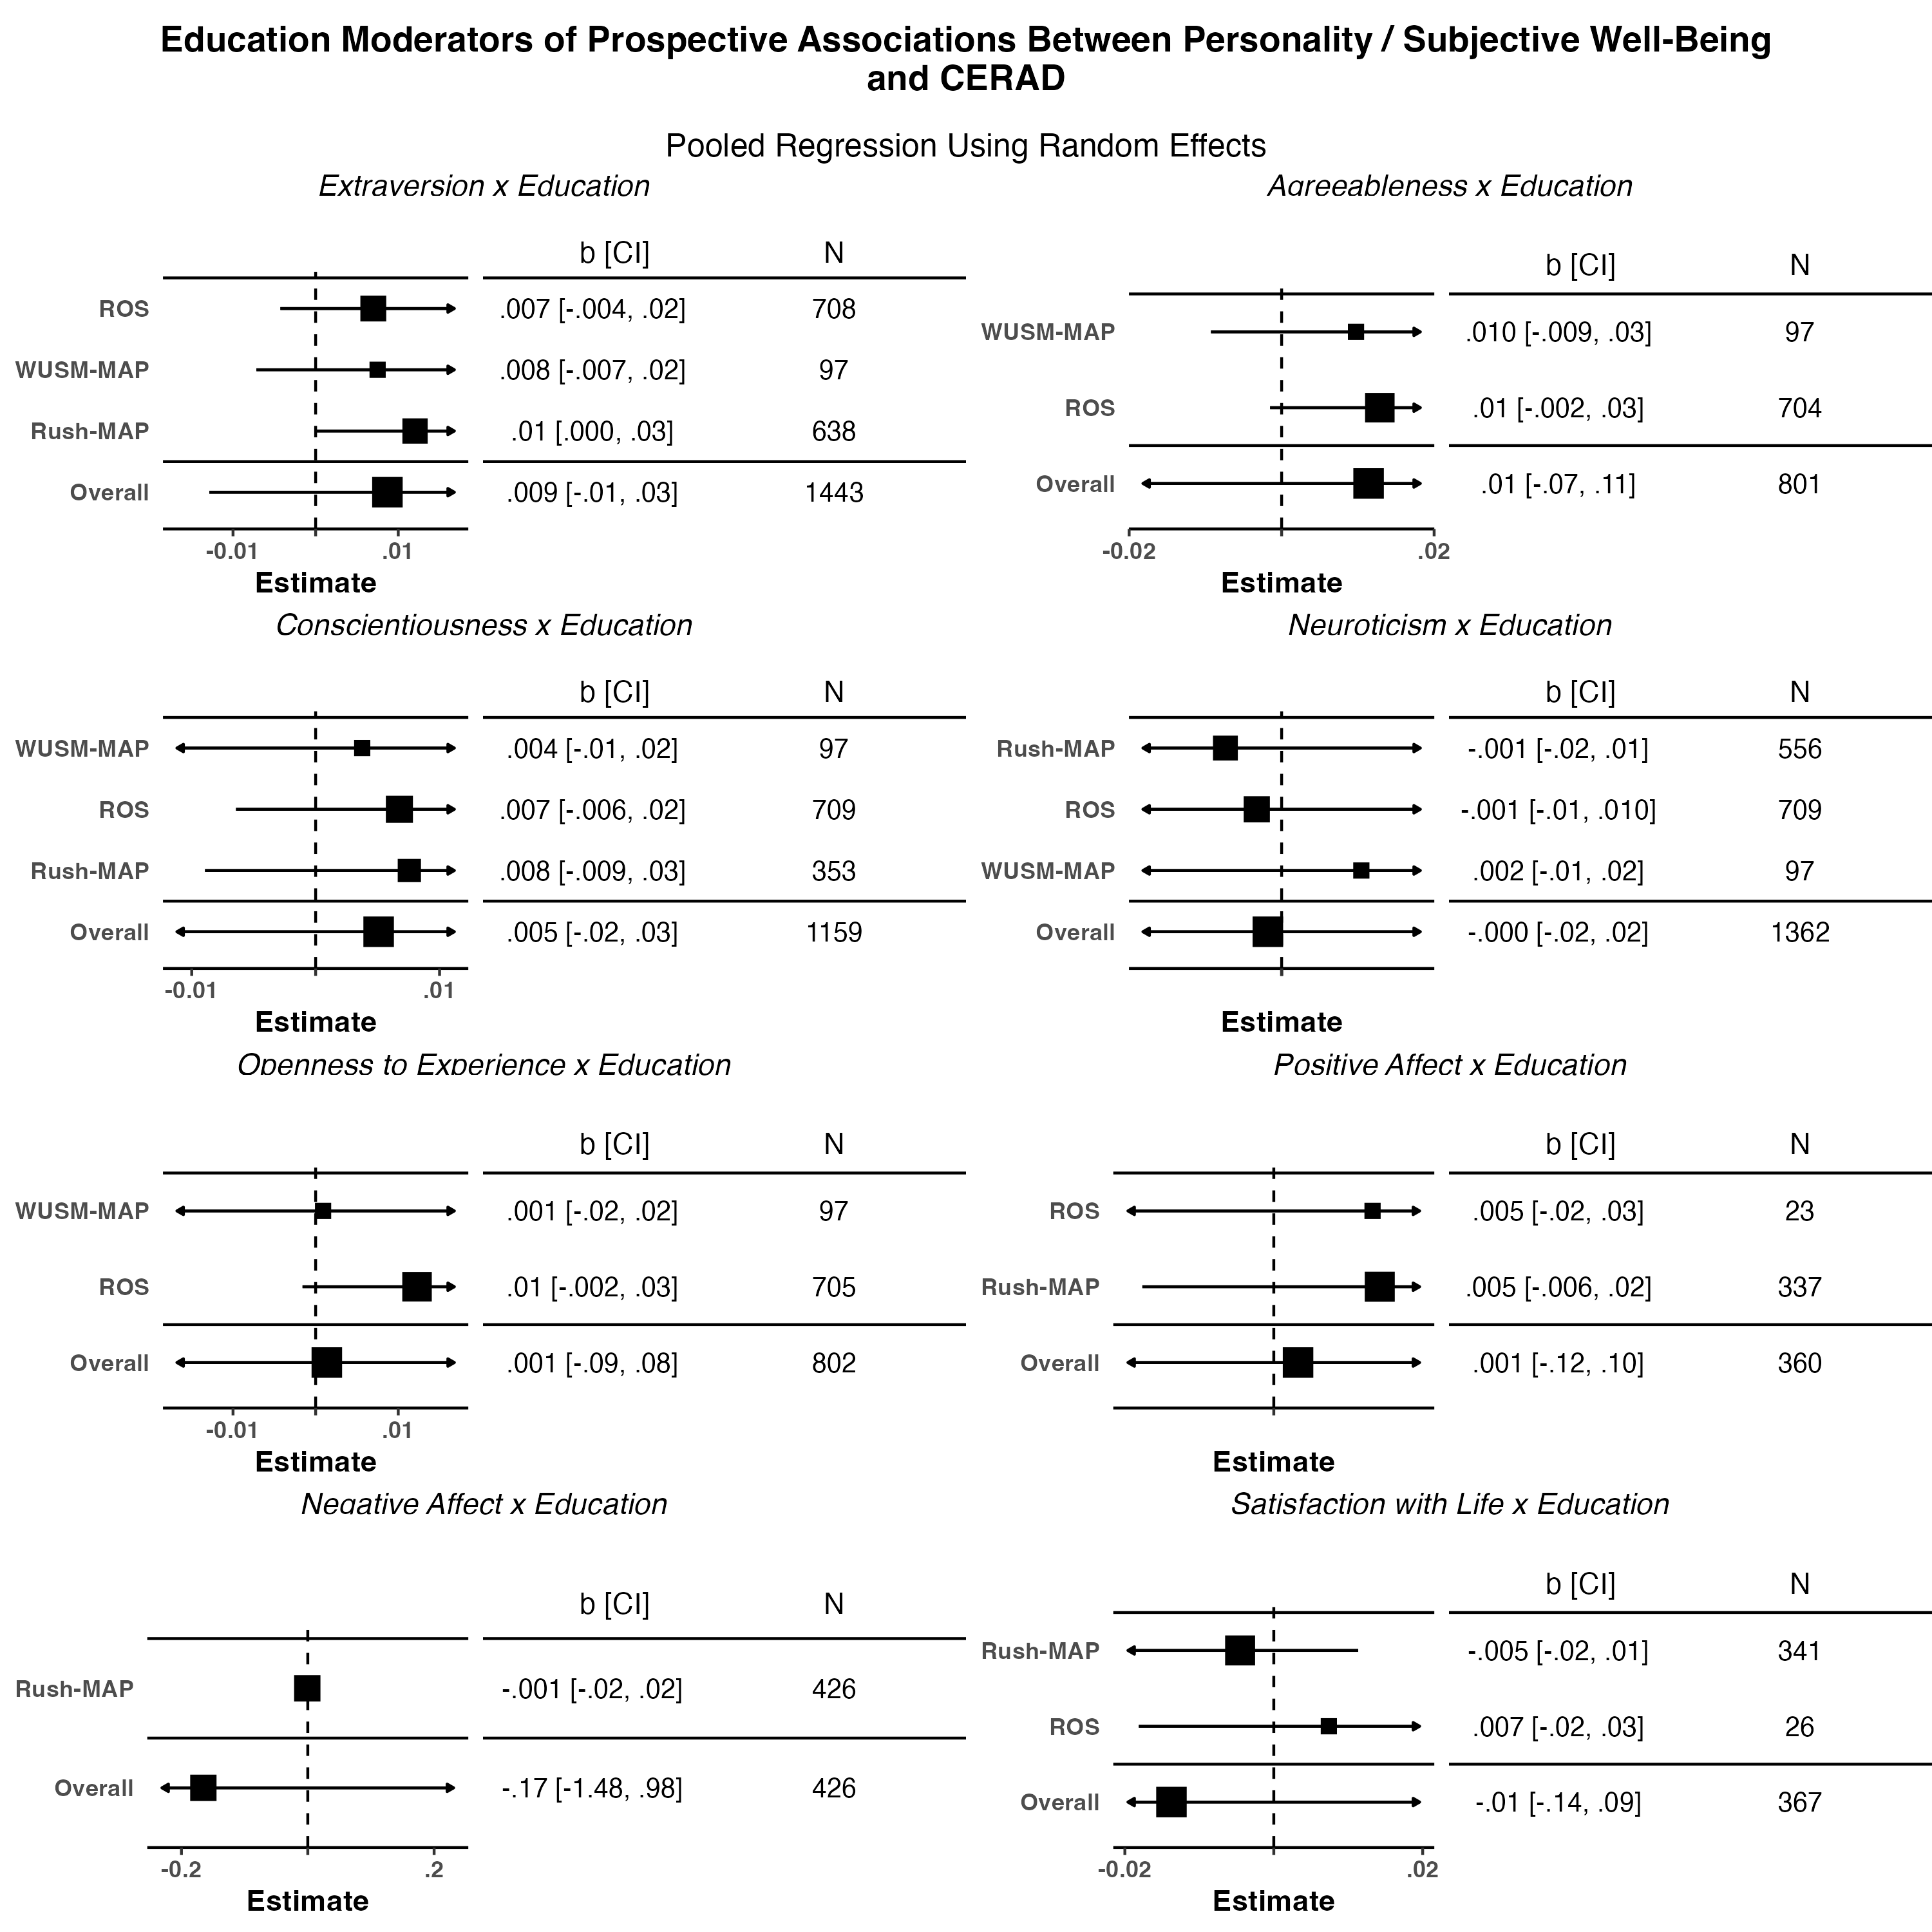 Education Moderators of Prospective Associations Between Personality / Subjective Well-Being
and CERAD
Pooled Regression Using Random Effects
Extraversion x Education
b [CI] N
ROS .007 [-.004, .02] 708
WUSM-MAP .008 [-.007, .02] 97
Rush-MAP .01 [.000, .03] 638
Overall .009 [-.01, .03] 1443
-0.01 .01
Estimate
Agreeableness x Education
b [CI] N
WUSM-MAP .010 [-.009, .03] 97
ROS .01 [-.002, .03] 704
Overall .01 [-.07, .11] 801
-0.02 .02
Estimate
Conscientiousness x Education
b [CI] N
WUSM-MAP .004 [-.01, .02] 97
ROS .007 [-.006, .02] 709
Rush-MAP .008 [-.009, .03] 353
Overall .005 [-.02, .03] 1159
-0.01 .01
Estimate
Neuroticism x Education
b [CI] N
Rush-MAP -.001 [-.02, .01] 556
ROS -.001 [-.01, .010] 709
WUSM-MAP .002 [-.01, .02] 97
Overall -.000 [-.02, .02] 1362
Estimate
Openness to Experience x Education
b [CI] N
WUSM-MAP .001 [-.02, .02] 97
ROS .01 [-.002, .03] 705
Overall .001 [-.09, .08] 802
-0.01 .01
Estimate
Positive Affect x Education
b [CI] N
ROS .005 [-.02, .03] 23
Rush-MAP .005 [-.006, .02] 337
Overall .001 [-.12, .10] 360
Estimate
Negative Affect x Education
b [CI] N
Rush-MAP -.001 [-.02, .02] 426
Overall -.17 [-1.48, .98] 426
-0.2 .2
Estimate
Satisfaction with Life x Education
b [CI] N
Rush-MAP -.005 [-.02, .01] 341
ROS .007 [-.02, .03] 26
Overall -.01 [-.14, .09] 367
-0.02 .02
Estimate